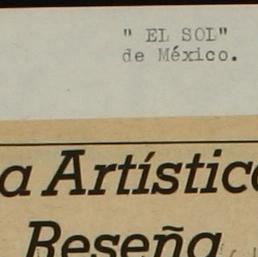 " EL SOL"
de México.
a Artístic
Reseña